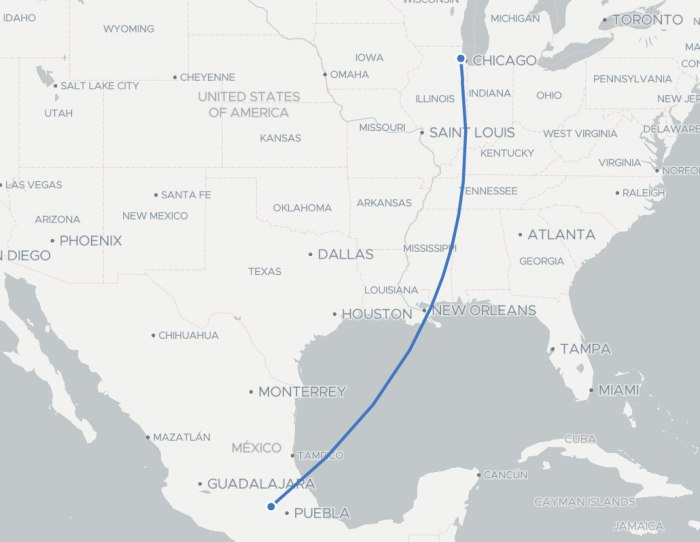 WISCONSIN
IDAHO
MICHIGAN
TORONTO
WYOMING
IOWA
CHICAGO
CHEYENNE
OMAHA
PENNSYLVANIA
SALT LAKE CITY
UNITED STATES
OF AMERICA
ILLINOIS
INDIANA
OHIO
NEW JER
UTAH
MISSOURI
SAINT LOUIS
WEST VIRGINIA
DELAWARE
KANSAS
KENTUCKY
VIRGINIA
NORFOL
LAS VEGAS
SANTA FE
TENNESSEE
RALEIGH
ARIZONA
NEW MEXICO
OKLAHOMA
ARKANSAS
PHOENIX
ATLANTA
N DIEGO
DALLAS
MISSISSIPPI
GEORGIA
TEXAS
LOUISIANA
HOUSTON
NEW ORLEANS
CHIHUAHUA
TAMPA
MONTERREY
MIAMI
MAZATLÁN
MÉXICO
TAMPICO
CUBA
GUADALAJARA
CANCÚN
PUEBLA
CAYMAN ISLANDS
JAMAICA